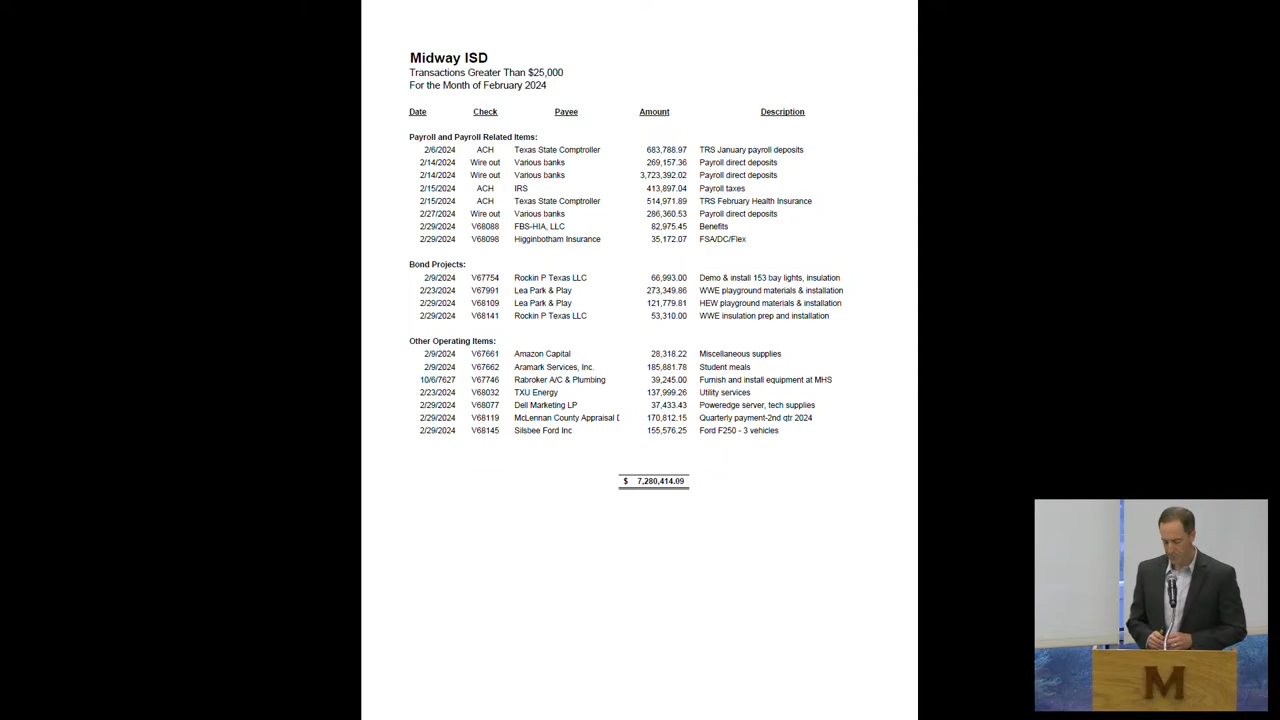 Midway ISD
Transactions Greater Than $25,000
For the Month of February 2024
Date Check Payee Amount Description
Payroll and Payroll Related Items:
2/6/2024 ACH Texas State Comptroller 683,788.97 TRS January payroll deposits
2/14/2024 Wire out Various banks 269,157.36 Payroll direct deposits
2/14/2024 Wire out Various banks 3,723,392.02 Payroll direct deposits
2/15/2024 ACH IRS 413,897.04 Payroll taxes
2/15/2024 ACH Texas State Comptroller 514,971.89 TRS February Health Insurance
2/27/2024 Wire out Various banks 286,360.53 Payroll direct deposits
2/29/2024 V68088 FBS-HIA, LLC 82,975.45 Benefits
2/29/2024 V68098 Higginbotham Insurance 35,172.07 FSA/DC/Flex
Bond Projects:
2/9/2024 V67754 Rockin P Texas LLC 66,993.00 Demo & install 153 bay lights, insulation
2/23/2024 V67991 Lea Park & Play 273,349.86 WWE playground materials & installation
2/29/2024 V68109 Lea Park & Play 121,779.81 HEW playground materials & installation
2/29/2024 V68141 Rockin P Texas LLC 53,310.00 WWE insulation prep and installation
Other Operating Items:
2/9/2024 V67661 Amazon Capital 28,318.22 Miscellaneous supplies
2/9/2024 V67662 Aramark Services, Inc. 185,881.78 Student meals
10/6/7627 V67746 Rabroker A/C & Plumbing 39,245.00 Furnish and install equipment at MHS
2/23/2024 V68032 TXU Energy 137,999.26 Utility services
2/29/2024 V68077 Dell Marketing LP 37,433.43 Poweredge server, tech supplies
2/29/2024 V68119 McLennan County Appraisal D 170,812.15 Quarterly payment-2nd qtr 2024
2/29/2024 V68145 Silsbee Ford Inc 155,576.25 Ford F250 - 3 vehicles
$ 7,280,414.09
M